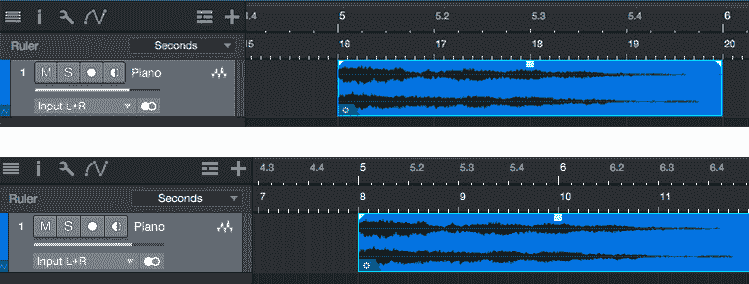 .4 5 5.2 5.3 5.4 6
Ruler Seconds 15 16 17 18 19 20
1 M S Piano
Input L+R
4.3 4.4 5 5.2 5.3 5.4 6 6.2 6.3 6.4
Ruler Seconds 7 8 9 10 11
1 M S Piano
Input L+R